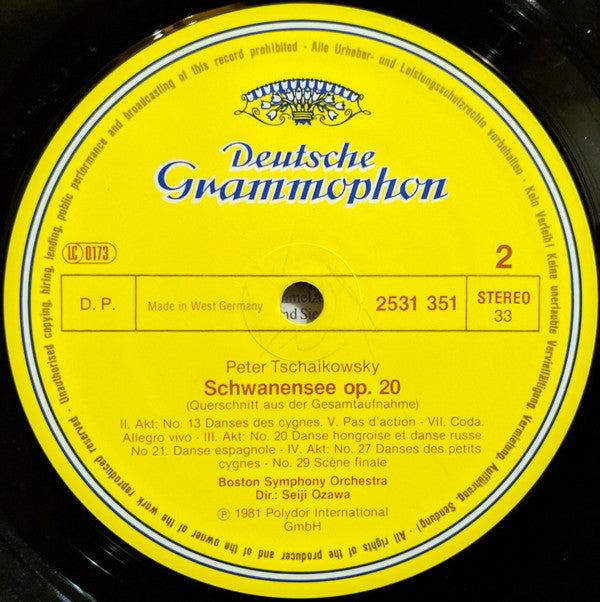 Alle Urheber- und Leistungsschutzrechte vorbehalten · Kein Verleih! Keine unerlaubte Vervielfältigung, Vermietung, Aufführung, Sendung! · All rights of the producer and of the owner of the work reproduced reserved · Unauthorised copying, hiring, lending, public performance and broadcasting of this record prohibited ·
Deutsche
Grammophon
LC 0173
2
D. P.
Made in West Germany
2531 351
STEREO
33
nd Sie
Peter Tschaikowsky
Schwanensee op. 20
(Querschnitt aus der Gesamtaufnahme)
II. Akt: No. 13 Danses des cygnes. V. Pas d'action - VII. Coda.
Allegro vivo - III. Akt: No. 20 Danse hongroise et danse russe
No 21. Danse espagnole - IV. Akt: No. 27 Danses des petits
cygnes - No. 29 Scène finale
Boston Symphony Orchestra
Dir.: Seiji Ozawa
℗ 1981 Polydor International
GmbH